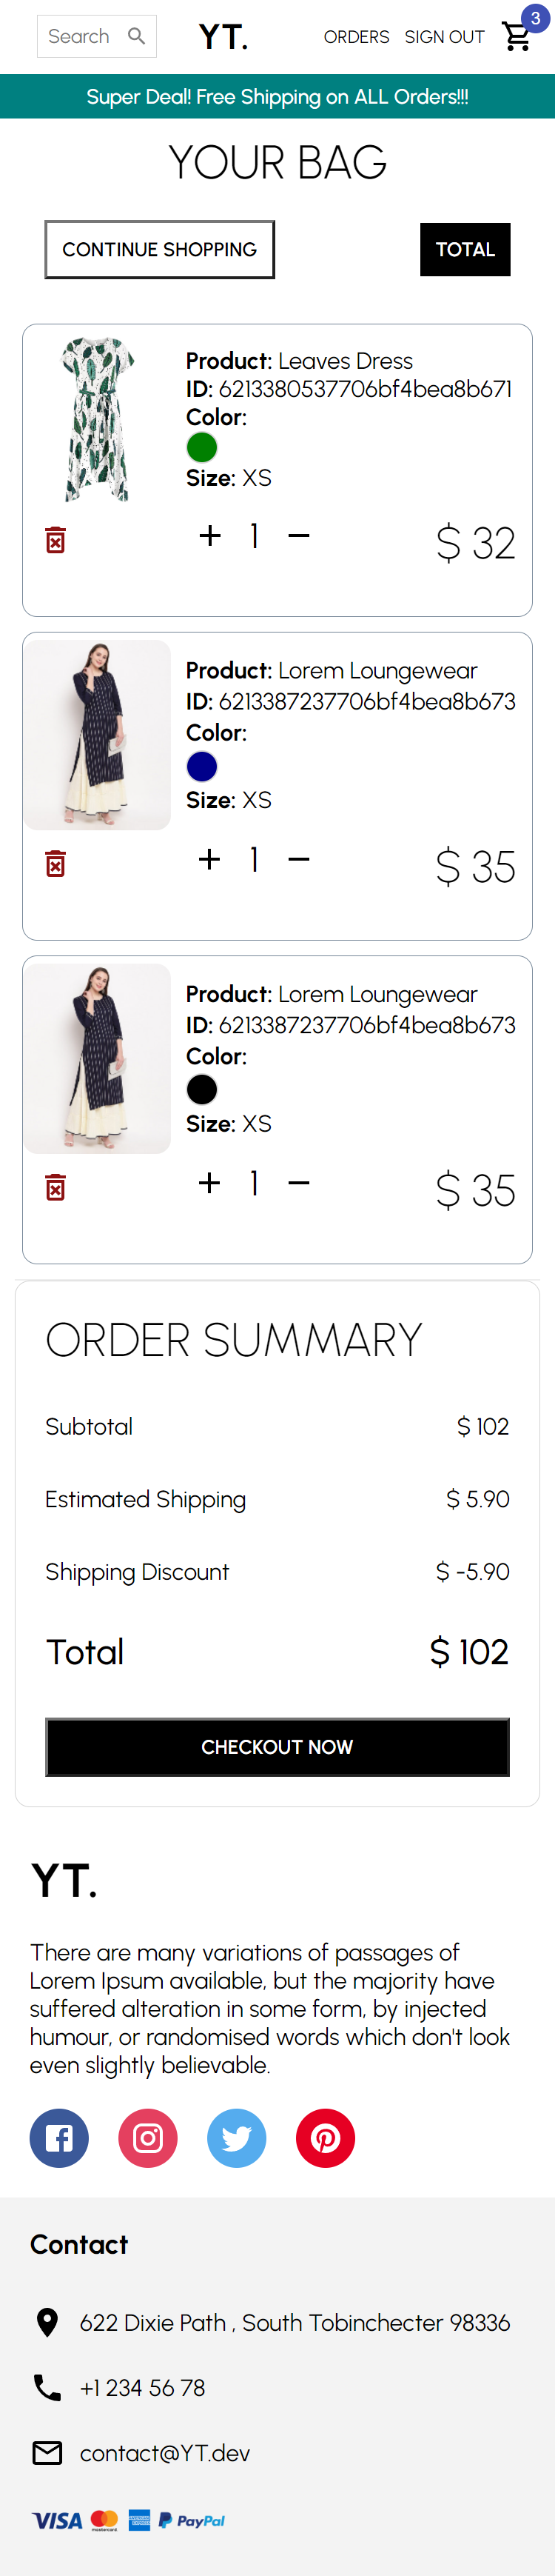 Search
YT.
ORDERS SIGN OUT
3
Super Deal! Free Shipping on ALL Orders!!!
YOUR BAG
CONTINUE SHOPPING
TOTAL
Product: Leaves Dress
ID: 6213380537706bf4bea8b671
Color:
Size: XS
+ 1 −
$ 32
Product: Lorem Loungewear
ID: 6213387237706bf4bea8b673
Color:
Size: XS
+ 1 −
$ 35
Product: Lorem Loungewear
ID: 6213387237706bf4bea8b673
Color:
Size: XS
+ 1 −
$ 35
ORDER SUMMARY
Subtotal $ 102
Estimated Shipping $ 5.90
Shipping Discount $ -5.90
Total $ 102
CHECKOUT NOW
YT.
There are many variations of passages of
Lorem Ipsum available, but the majority have
suffered alteration in some form, by injected
humour, or randomised words which don't look
even slightly believable.
Contact
622 Dixie Path , South Tobinchecter 98336
+1 234 56 78
contact@YT.dev
VISA mastercard AMERICAN EXPRESS PayPal